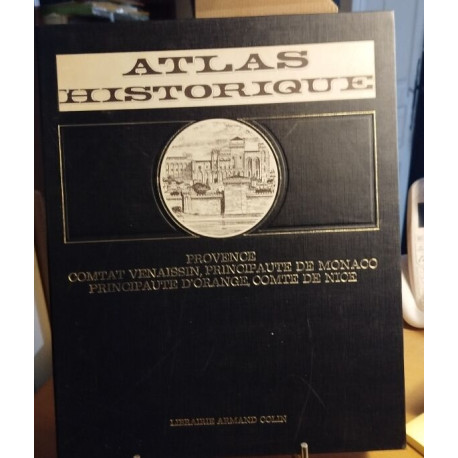 ATLAS
HISTORIQUE
PROVENCE
COMTAT VENAISSIN, PRINCIPAUTE DE MONACO
PRINCIPAUTE D'ORANGE, COMTE DE NICE
LIBRAIRIE ARMAND COLIN